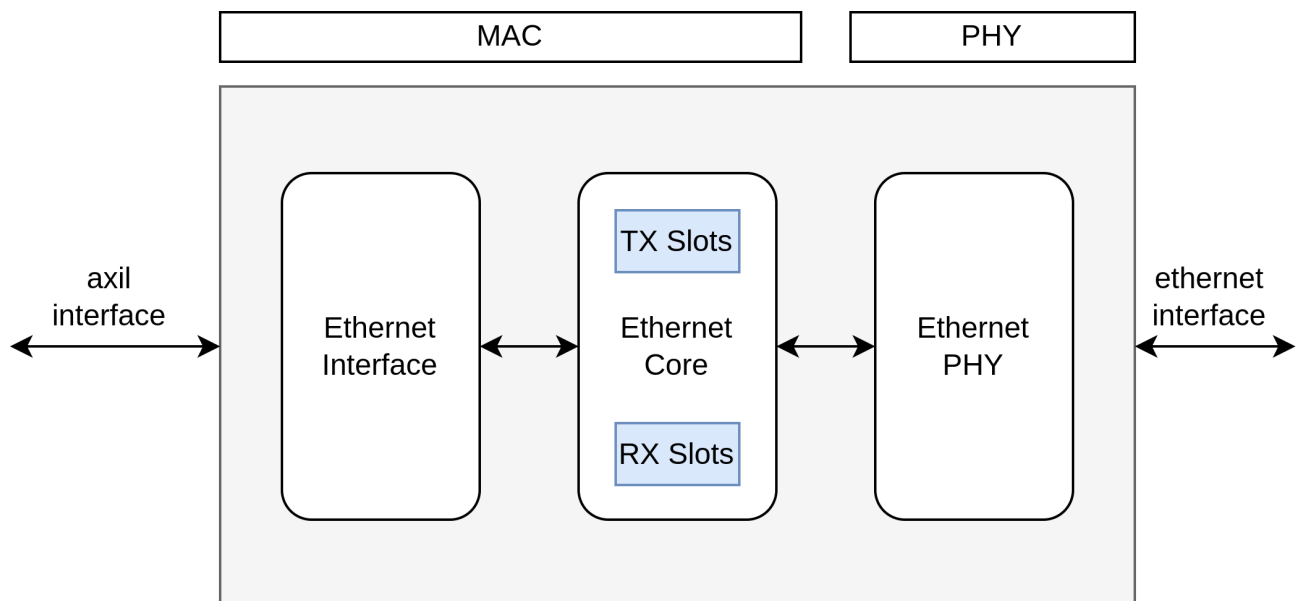 MAC
PHY
axil
interface
Ethernet
Interface
TX Slots
Ethernet
Core
RX Slots
Ethernet
PHY
ethernet
interface